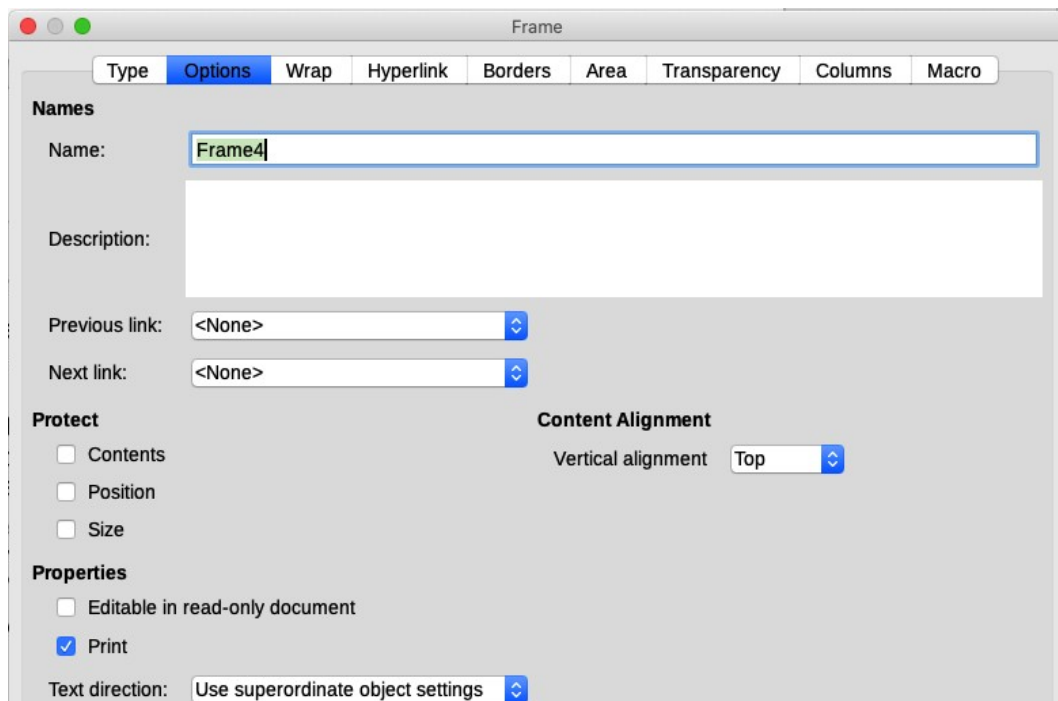 Frame
Type Options Wrap Hyperlink Borders Area Transparency Columns Macro
Names
Name: Frame4
Description:
Previous link: <None>
Next link: <None>
Protect Content Alignment
Contents Vertical alignment Top
Position
Size
Properties
Editable in read-only document
Print
Text direction: Use superordinate object settings